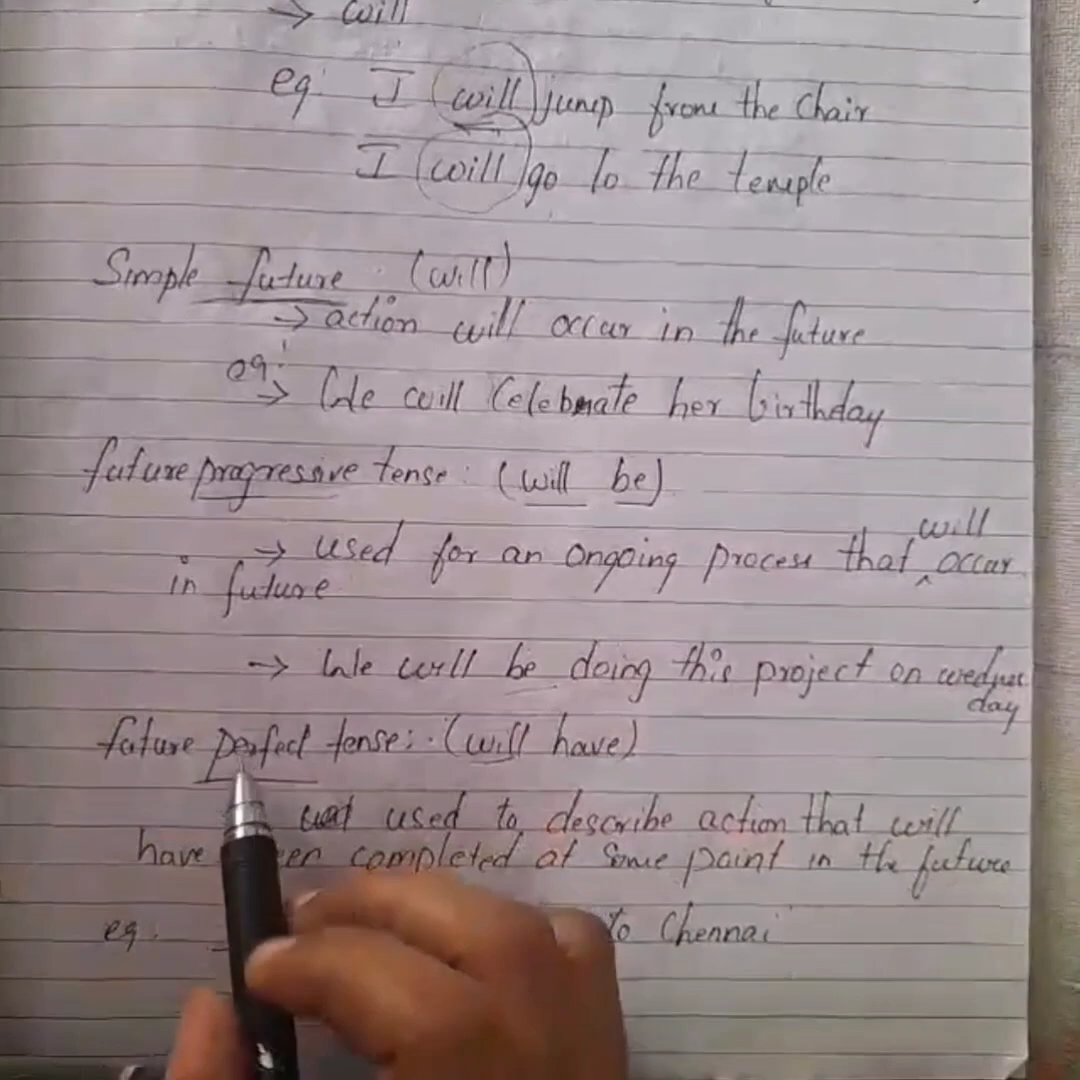 → will
eg: I will jump from the Chair
I will go to the temple
Simple future (will)
→ action will occur in the future
eg: → We will Celebrate her birthday
future progressive tense: (will be)
will
→ used for an ongoing process that ^ occur
in future
→ We will be doing this project on wednes
day
future perfect tense: (will have)
used to describe action that will
have completed at some point in the future
eg. to Chennai